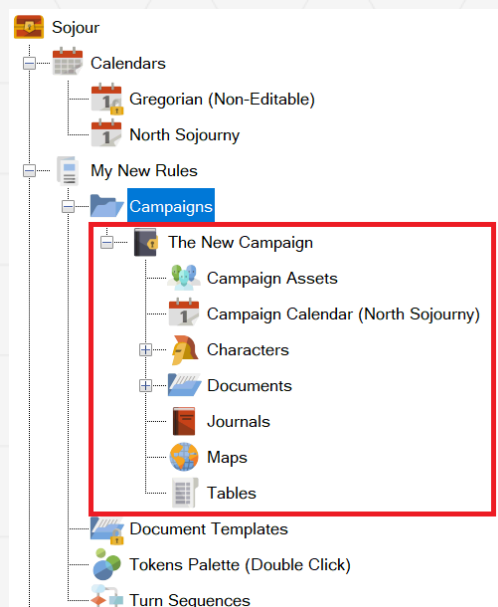 Sojour
Calendars
Gregorian (Non-Editable)
North Sojourny
My New Rules
Campaigns
The New Campaign
Campaign Assets
Campaign Calendar (North Sojourny)
Characters
Documents
Journals
Maps
Tables
Document Templates
Tokens Palette (Double Click)
Turn Sequences